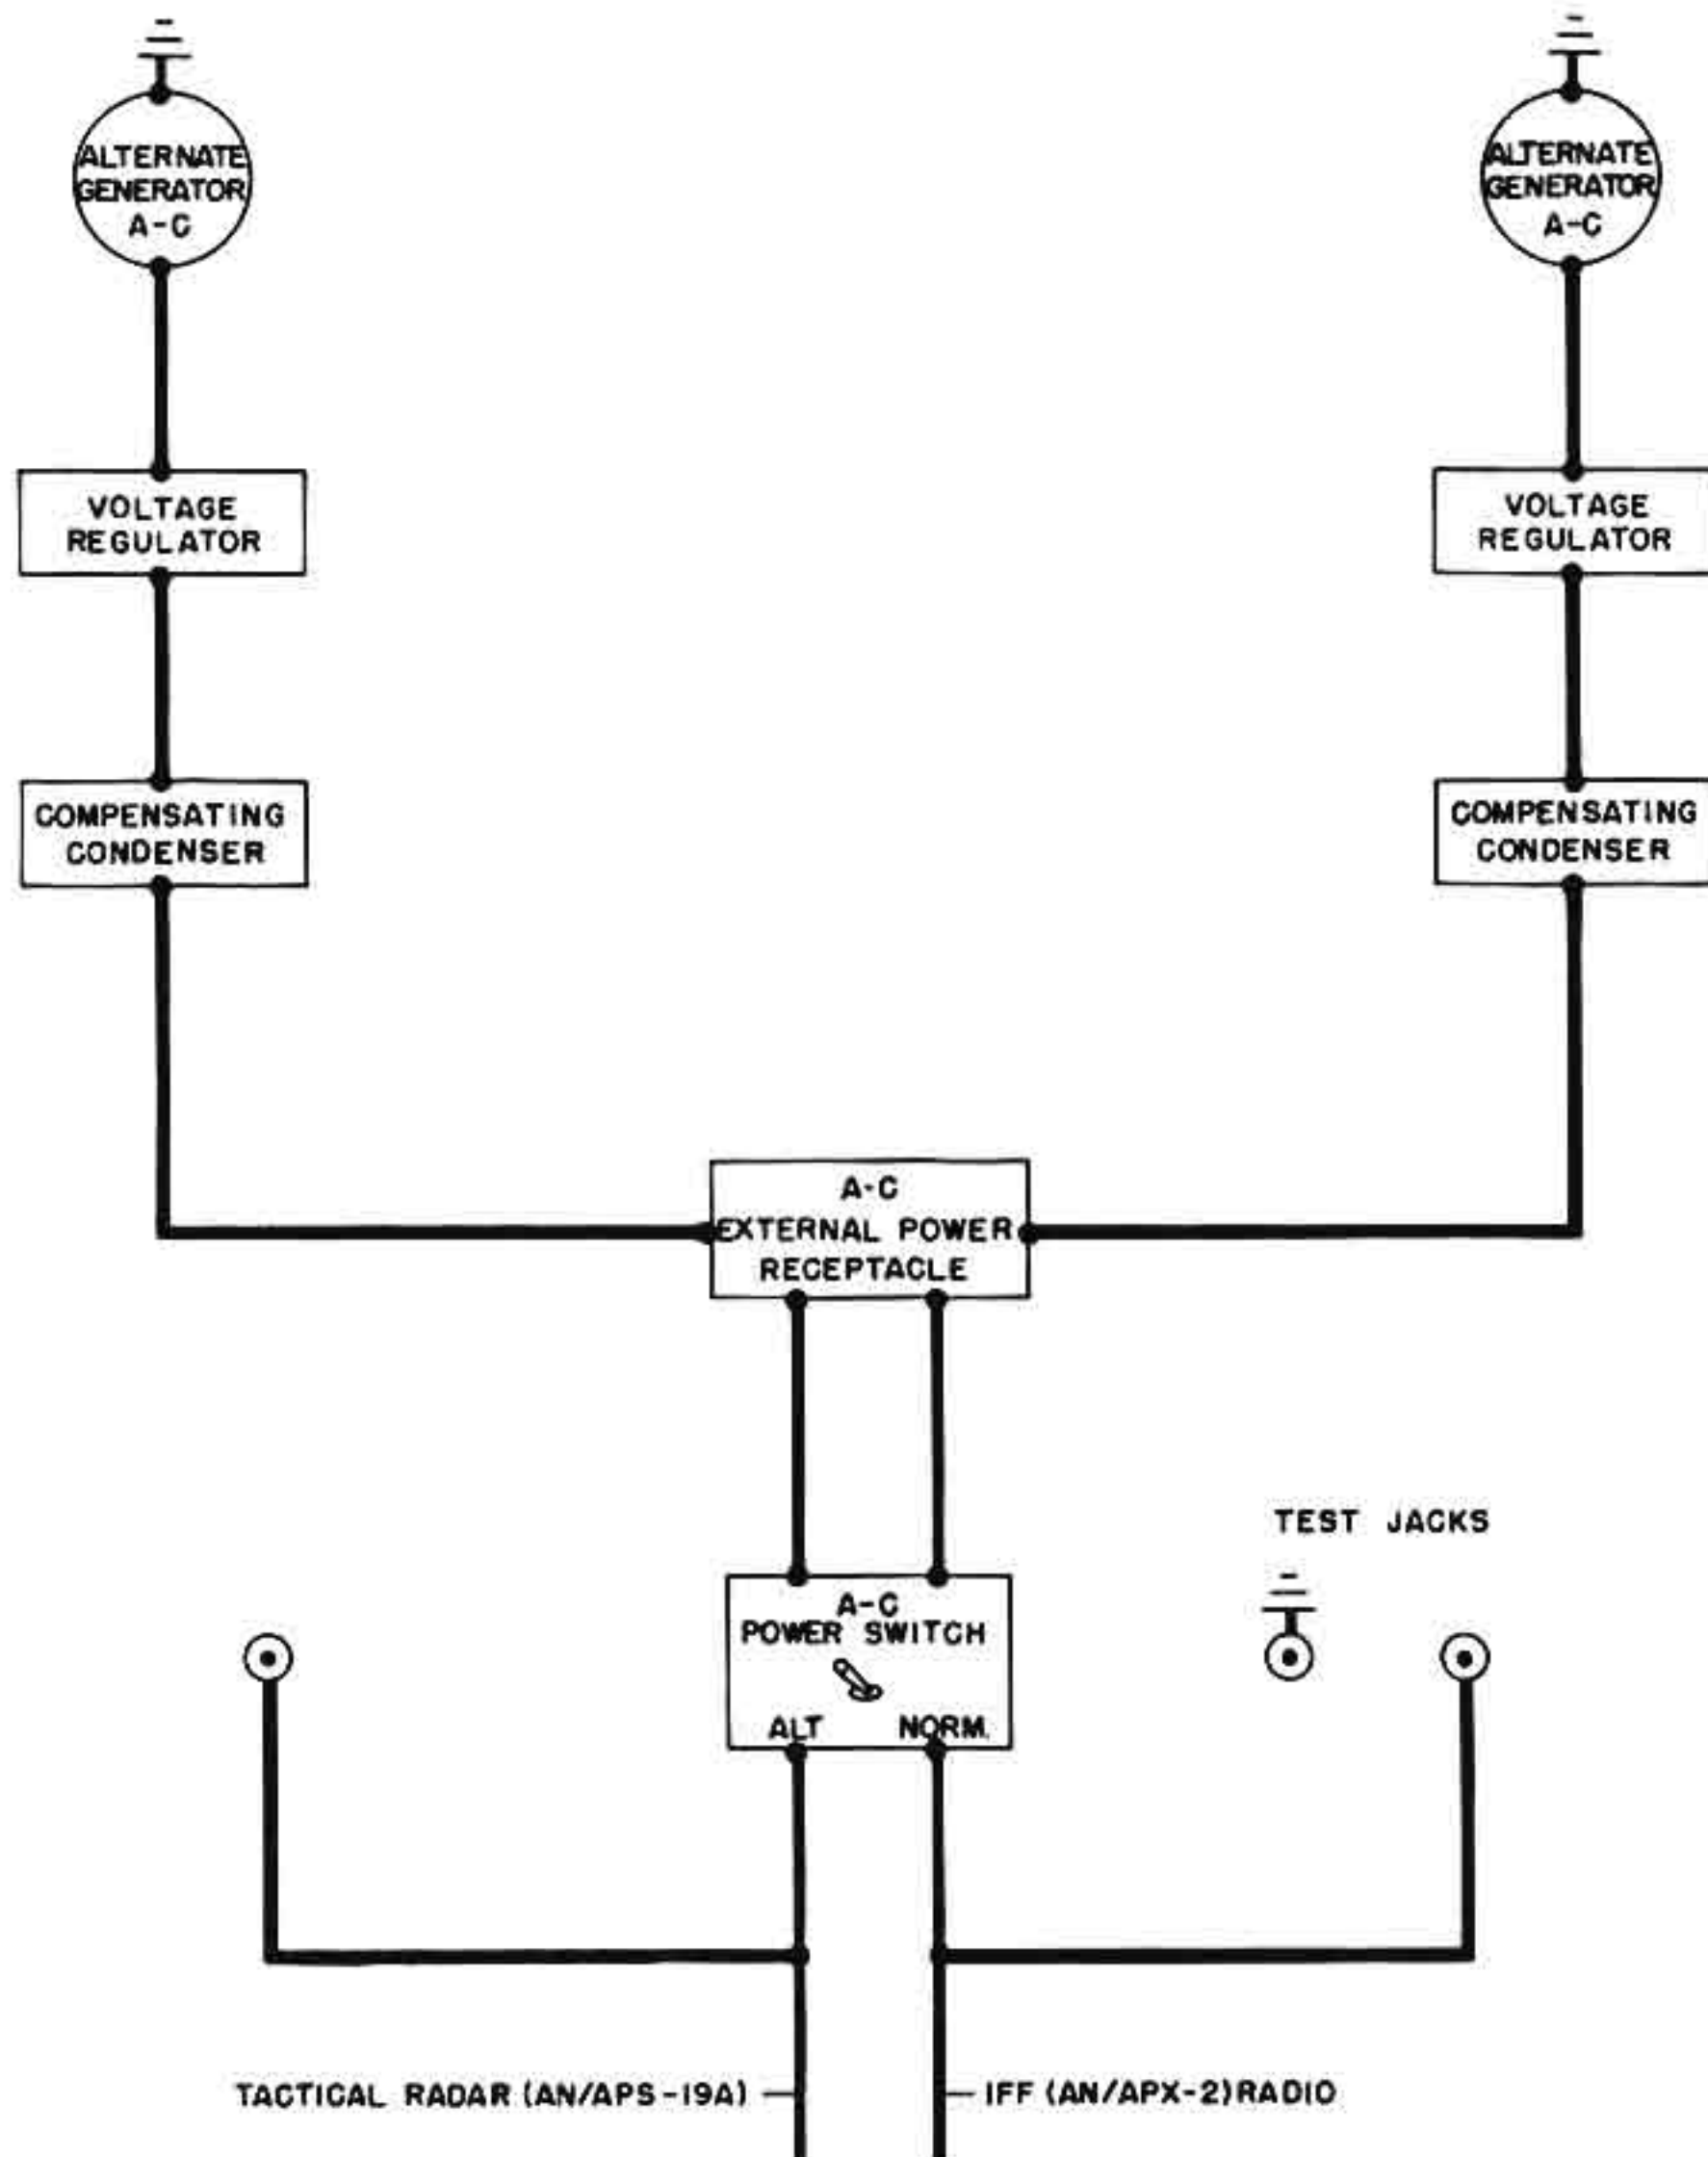 ALTERNATE
GENERATOR
A-C
ALTERNATE
GENERATOR
A-C
VOLTAGE
REGULATOR
VOLTAGE
REGULATOR
COMPENSATING
CONDENSER
COMPENSATING
CONDENSER
A-C
EXTERNAL POWER
RECEPTACLE
TEST JACKS
A-C
POWER SWITCH
ALT NORM.
TACTICAL RADAR (AN/APS-19A)
IFF (AN/APX-2) RADIO